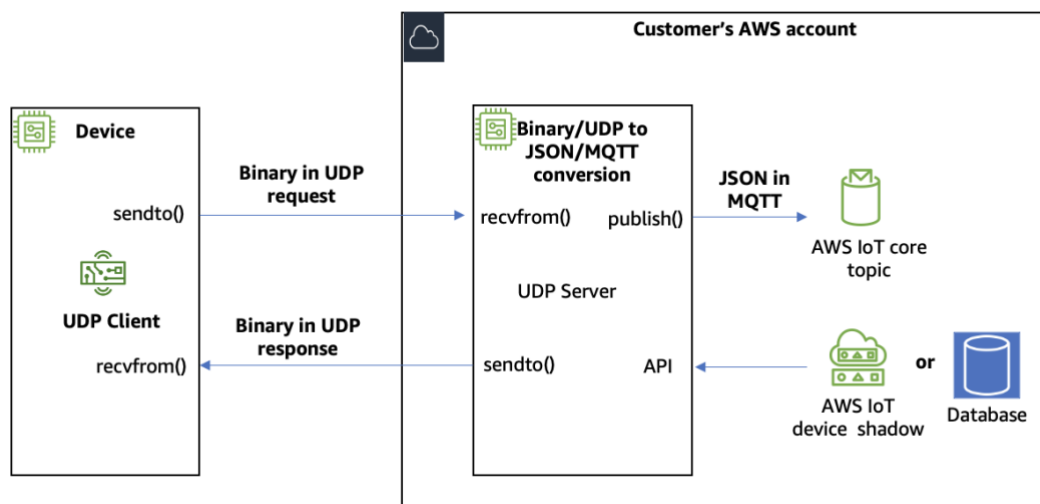 Customer's AWS account
Device
Binary/UDP to
JSON/MQTT
conversion
Binary in UDP
request
JSON in
MQTT
sendto()
recvfrom()
publish()
AWS IoT core
topic
UDP Server
UDP Client
Binary in UDP
response
recvfrom()
sendto()
API
or
AWS IoT
device shadow
Database